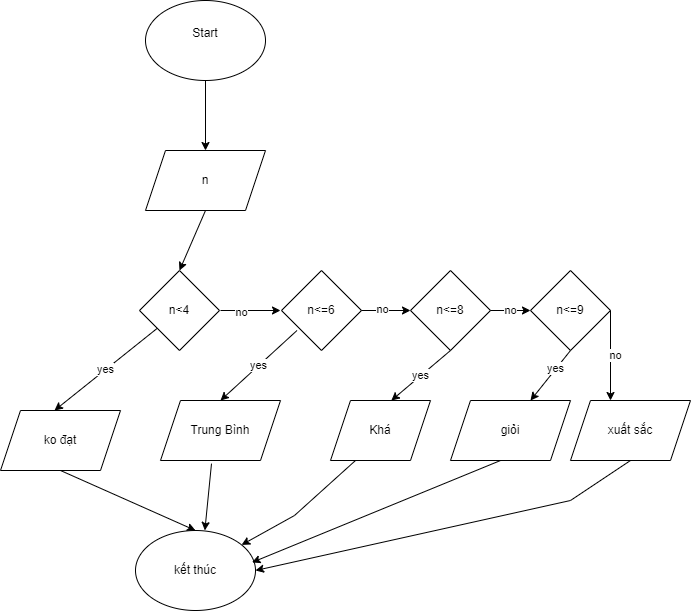 Start
n
n<4
no
n<=6
no
n<=8
no
n<=9
yes
yes
yes
yes
no
ko đạt
Trung Bình
Khá
giỏi
xuất sắc
kết thúc